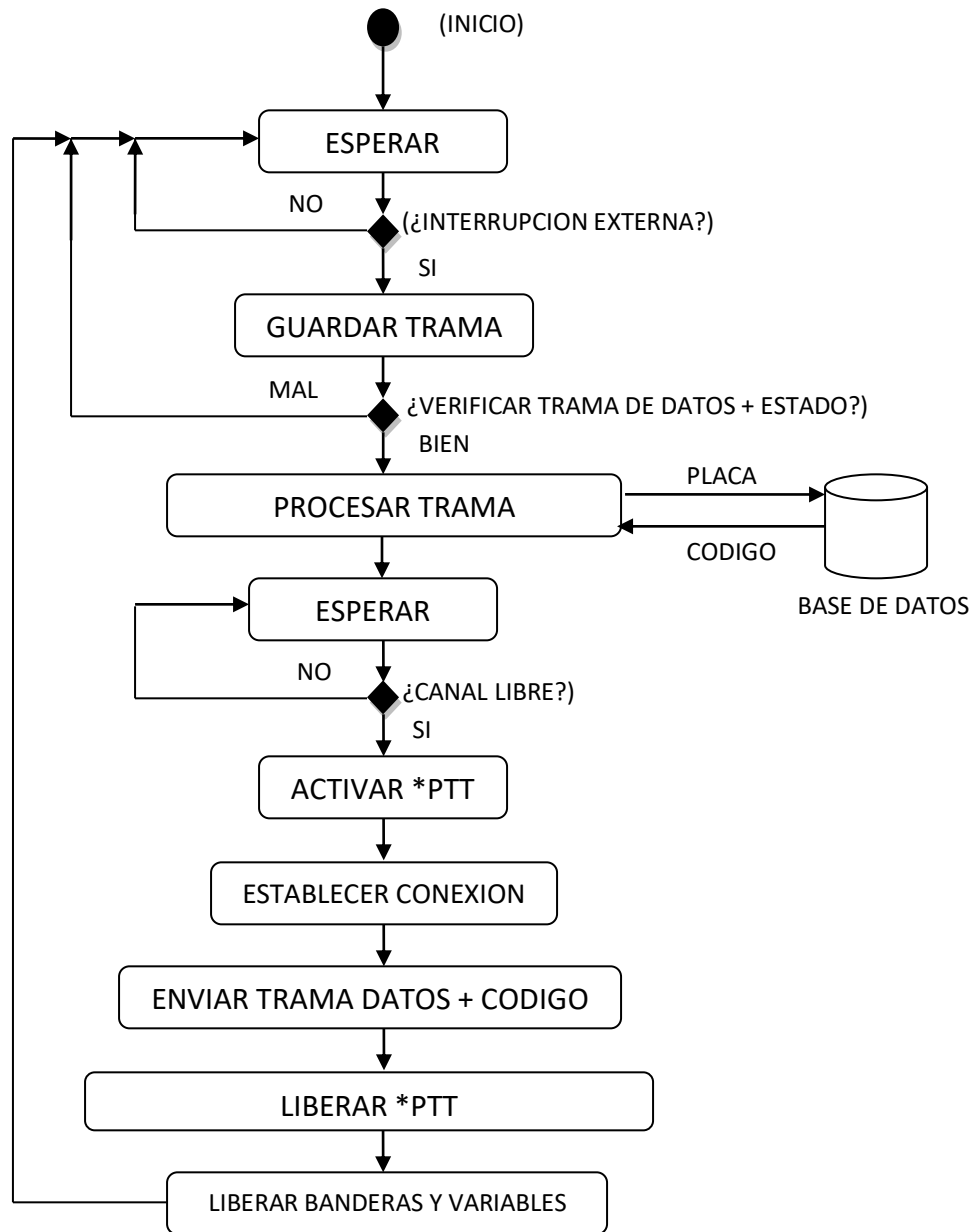 (INICIO)
ESPERAR
NO
(¿INTERRUPCION EXTERNA?)
SI
GUARDAR TRAMA
MAL
¿VERIFICAR TRAMA DE DATOS + ESTADO?)
BIEN
PLACA
PROCESAR TRAMA
CODIGO
BASE DE DATOS
ESPERAR
NO
¿CANAL LIBRE?)
SI
ACTIVAR *PTT
ESTABLECER CONEXION
ENVIAR TRAMA DATOS + CODIGO
LIBERAR *PTT
LIBERAR BANDERAS Y VARIABLES